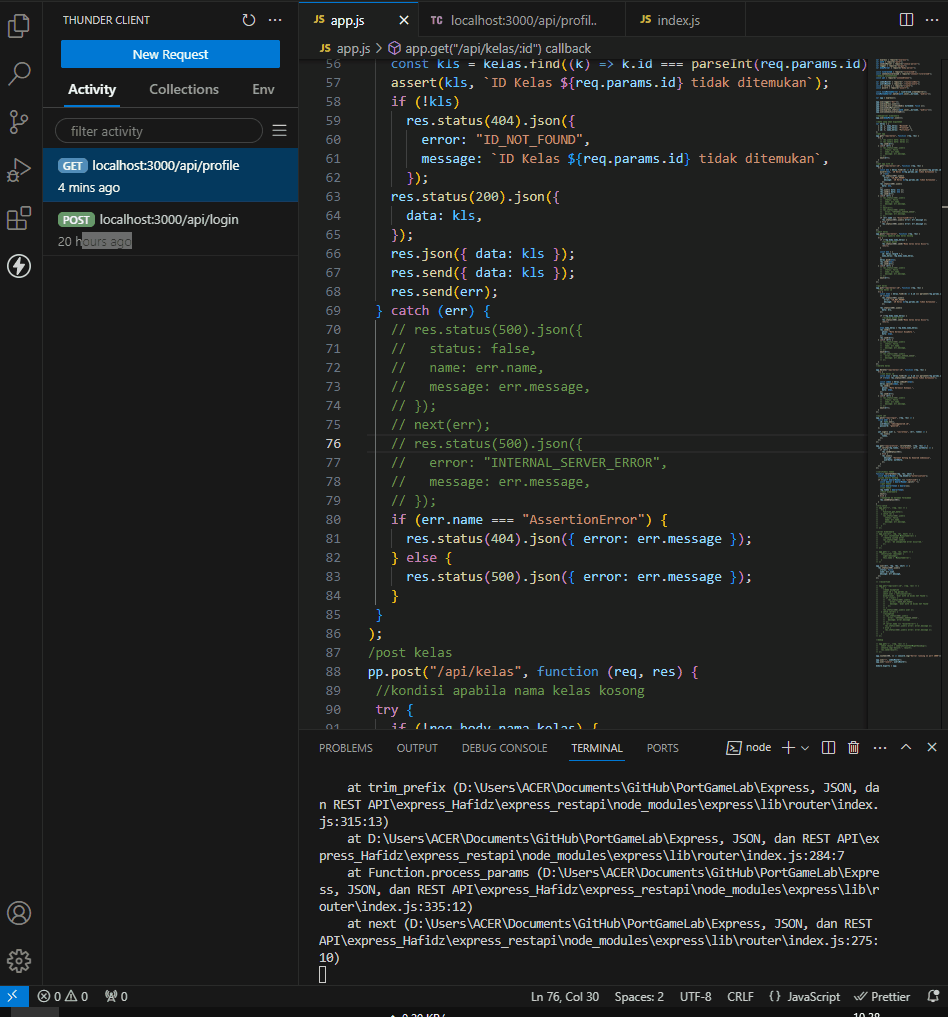 THUNDER CLIENT
New Request
Activity
Collections
Env
filter activity
GET localhost:3000/api/profile
4 mins ago
POST localhost:3000/api/login
20 hours ago
JS app.js
TC localhost:3000/api/profil..
JS index.js
JS app.js > app.get("/api/kelas/:id") callback
56 const kls = kelas.find((k) => k.id === parseInt(req.params.id)
57 assert(kls, `ID Kelas ${req.params.id} tidak ditemukan`);
58 if (!kls)
59 res.status(404).json({
60 error: "ID_NOT_FOUND",
61 message: `ID Kelas ${req.params.id} tidak ditemukan`,
62 });
63 res.status(200).json({
64 data: kls,
65 });
66 res.json({ data: kls });
67 res.send({ data: kls });
68 res.send(err);
69 } catch (err) {
70 // res.status(500).json({
71 //   status: false,
72 //   name: err.name,
73 //   message: err.message,
74 // });
75 // next(err);
76 // res.status(500).json({
77 //   error: "INTERNAL_SERVER_ERROR",
78 //   message: err.message,
79 // });
80 if (err.name === "AssertionError") {
81 res.status(404).json({ error: err.message });
82 } else {
83 res.status(500).json({ error: err.message });
84 }
85 }
86 );
87 /post kelas
88 pp.post("/api/kelas", function (req, res) {
89 //kondisi apabila nama kelas kosong
90 try {
91 if (!req.body.nama_kelas) {
PROBLEMS
OUTPUT
DEBUG CONSOLE
TERMINAL
PORTS
node
at trim_prefix (D:\Users\ACER\Documents\GitHub\PortGameLab\Express, JSON, da
n REST API\express_Hafidz\express_restapi\node_modules\express\lib\router\index.
js:315:13)
at D:\Users\ACER\Documents\GitHub\PortGameLab\Express, JSON, dan REST API\ex
press_Hafidz\express_restapi\node_modules\express\lib\router\index.js:284:7
at Function.process_params (D:\Users\ACER\Documents\GitHub\PortGameLab\Expre
ss, JSON, dan REST API\express_Hafidz\express_restapi\node_modules\express\lib\r
outer\index.js:335:12)
at next (D:\Users\ACER\Documents\GitHub\PortGameLab\Express, JSON, dan REST
API\express_Hafidz\express_restapi\node_modules\express\lib\router\index.js:275:
10)
0 0
0
Ln 76, Col 30
Spaces: 2
UTF-8
CRLF
{} JavaScript
Prettier